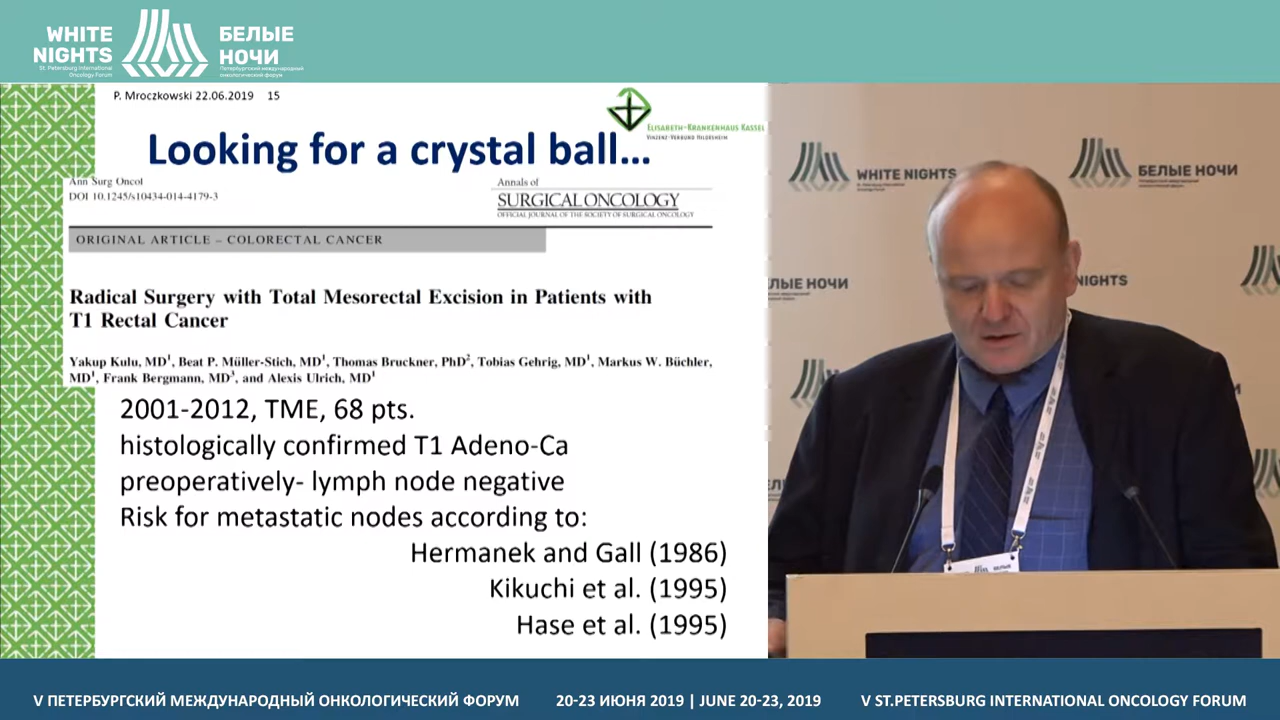 WHITE
NIGHTS
St. Petersburg International
Oncology Forum
БЕЛЫЕ
НОЧИ
Петербургский международный
онкологический форум
P. Mroczkowski 22.06.2019 15
ELISABETH-KRANKENHAUS KASSEL
VINZENZ-VERBUND HILDESHEIM
Looking for a crystal ball...
Ann Surg Oncol
DOI 10.1245/s10434-014-4179-3
Annals of
SURGICAL ONCOLOGY
OFFICIAL JOURNAL OF THE SOCIETY OF SURGICAL ONCOLOGY
ORIGINAL ARTICLE – COLORECTAL CANCER
Radical Surgery with Total Mesorectal Excision in Patients with
T1 Rectal Cancer
Yakup Kulu, MD1, Beat P. Müller-Stich, MD1, Thomas Bruckner, PhD2, Tobias Gehrig, MD1, Markus W. Büchler,
MD1, Frank Bergmann, MD3, and Alexis Ulrich, MD1
2001-2012, TME, 68 pts.
histologically confirmed T1 Adeno-Ca
preoperatively- lymph node negative
Risk for metastatic nodes according to:
Hermanek and Gall (1986)
Kikuchi et al. (1995)
Hase et al. (1995)
WHITE NIGHTS
БЕЛЫЕ НОЧИ
ЛЫЕ НОЧИ
NIGHTS
V ПЕТЕРБУРГСКИЙ МЕЖДУНАРОДНЫЙ ОНКОЛОГИЧЕСКИЙ ФОРУМ
20-23 ИЮНЯ 2019 | JUNE 20-23, 2019
V ST.PETERSBURG INTERNATIONAL ONCOLOGY FORUM